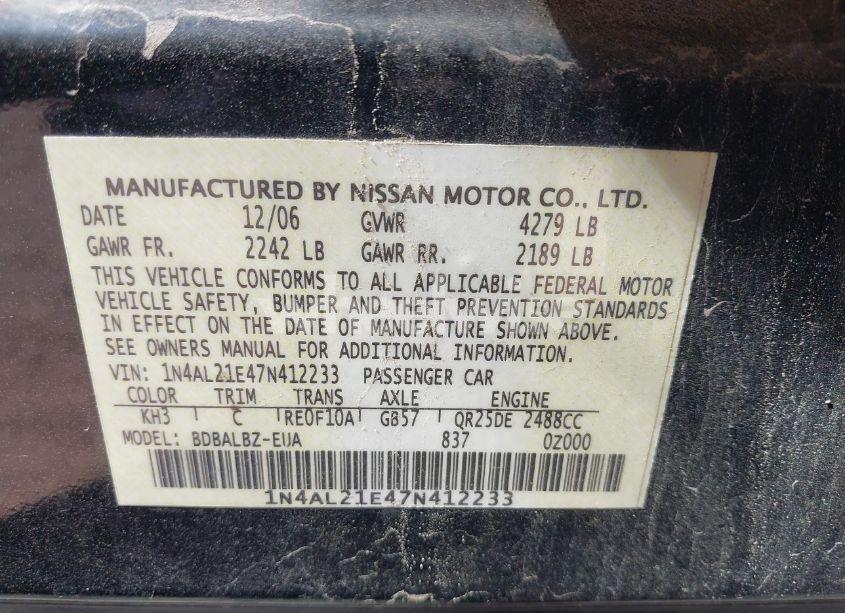 MANUFACTURED BY NISSAN MOTOR CO., LTD.
DATE 12/06 GVWR 4279 LB
GAWR FR. 2242 LB GAWR RR. 2189 LB
THIS VEHICLE CONFORMS TO ALL APPLICABLE FEDERAL MOTOR
VEHICLE SAFETY, BUMPER AND THEFT PREVENTION STANDARDS
IN EFFECT ON THE DATE OF MANUFACTURE SHOWN ABOVE.
SEE OWNERS MANUAL FOR ADDITIONAL INFORMATION.
VIN: 1N4AL21E47N412233 PASSENGER CAR
COLOR TRIM TRANS AXLE ENGINE
KH3 C RE0F10A GB57 QR25DE 2488CC
MODEL: BDBALBZ-EUA 837 0Z000
1N4AL21E47N412233